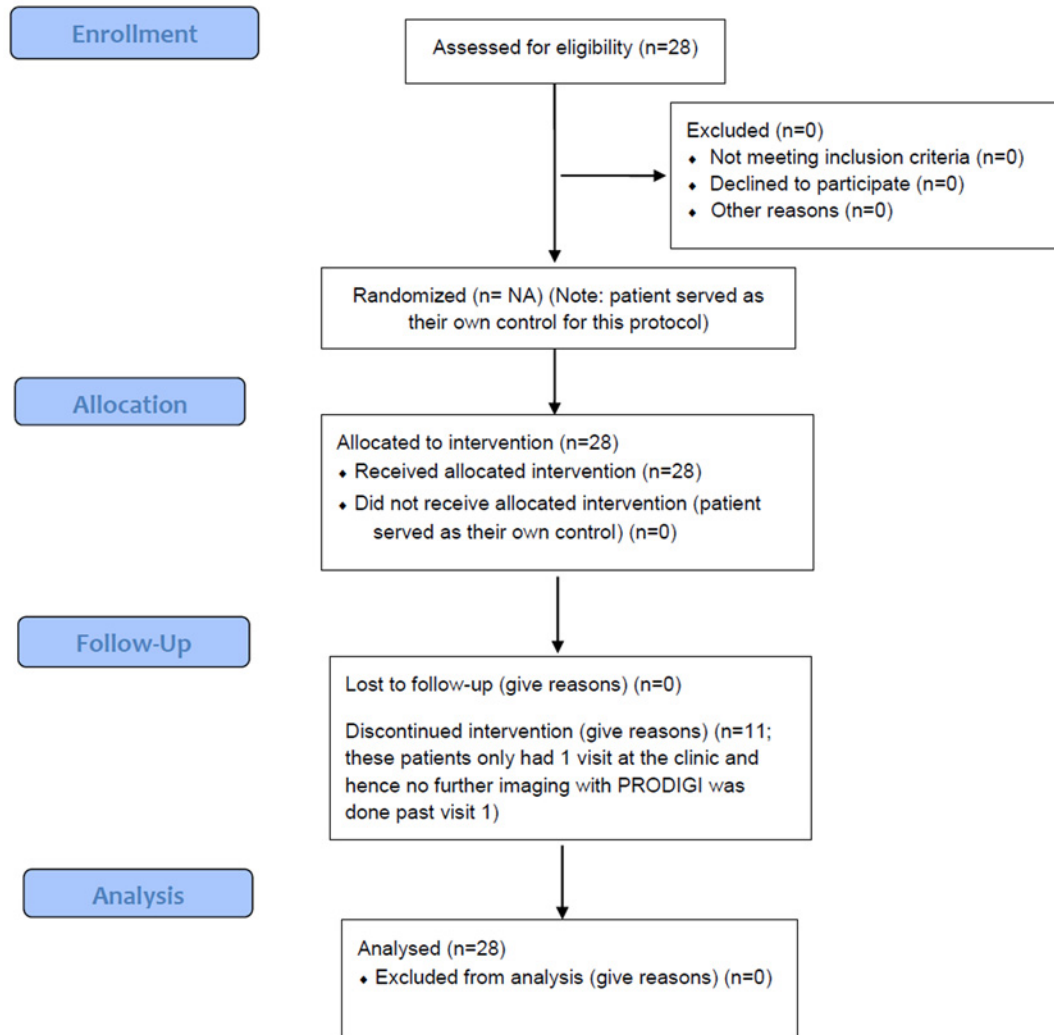 Enrollment
Assessed for eligibility (n=28)
Excluded (n=0)
⬥ Not meeting inclusion criteria (n=0)
⬥ Declined to participate (n=0)
⬥ Other reasons (n=0)
Randomized (n= NA) (Note: patient served as
their own control for this protocol)
Allocation
Allocated to intervention (n=28)
⬥ Received allocated intervention (n=28)
⬥ Did not receive allocated intervention (patient
served as their own control) (n=0)
Follow-Up
Lost to follow-up (give reasons) (n=0)
Discontinued intervention (give reasons) (n=11;
these patients only had 1 visit at the clinic and
hence no further imaging with PRODIGI was
done past visit 1)
Analysis
Analysed (n=28)
⬥ Excluded from analysis (give reasons) (n=0)